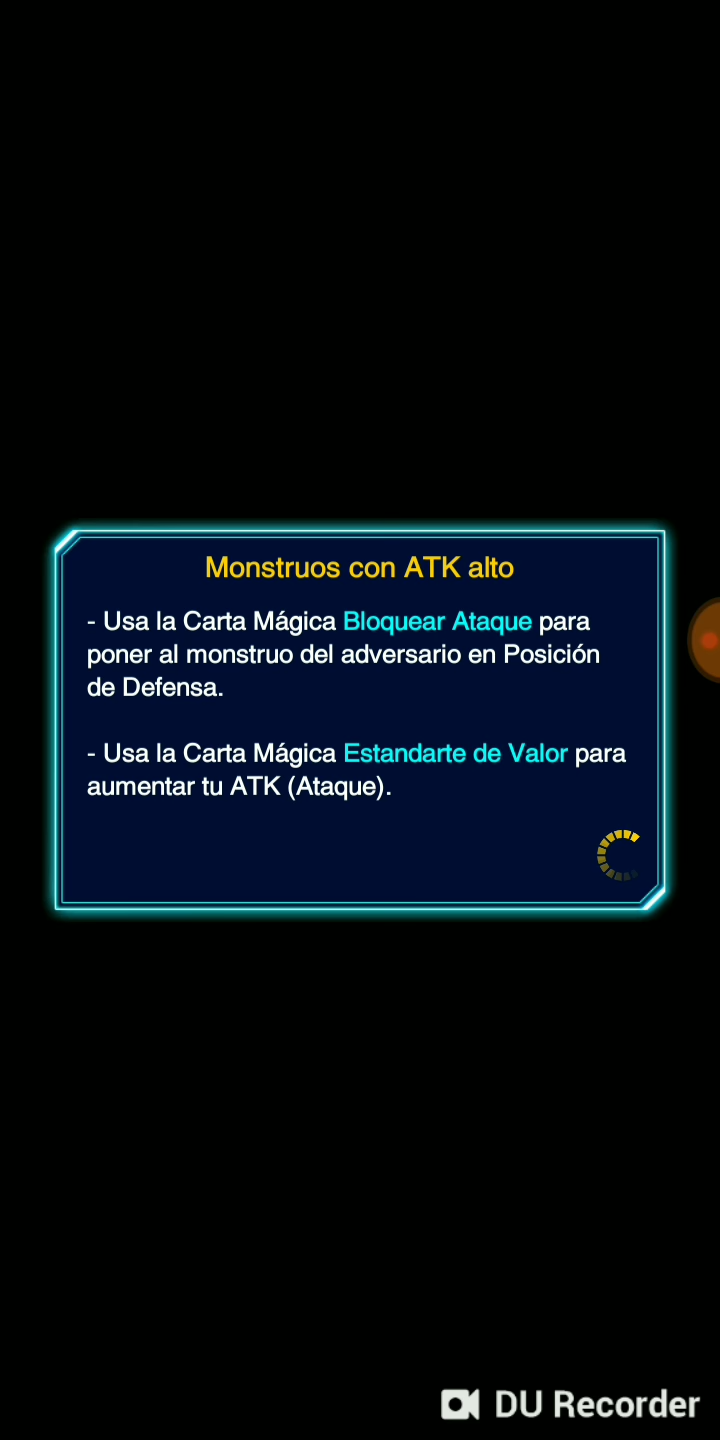 Monstruos con ATK alto
- Usa la Carta Mágica Bloquear Ataque para
poner al monstruo del adversario en Posición
de Defensa.
- Usa la Carta Mágica Estandarte de Valor para
aumentar tu ATK (Ataque).
DU Recorder